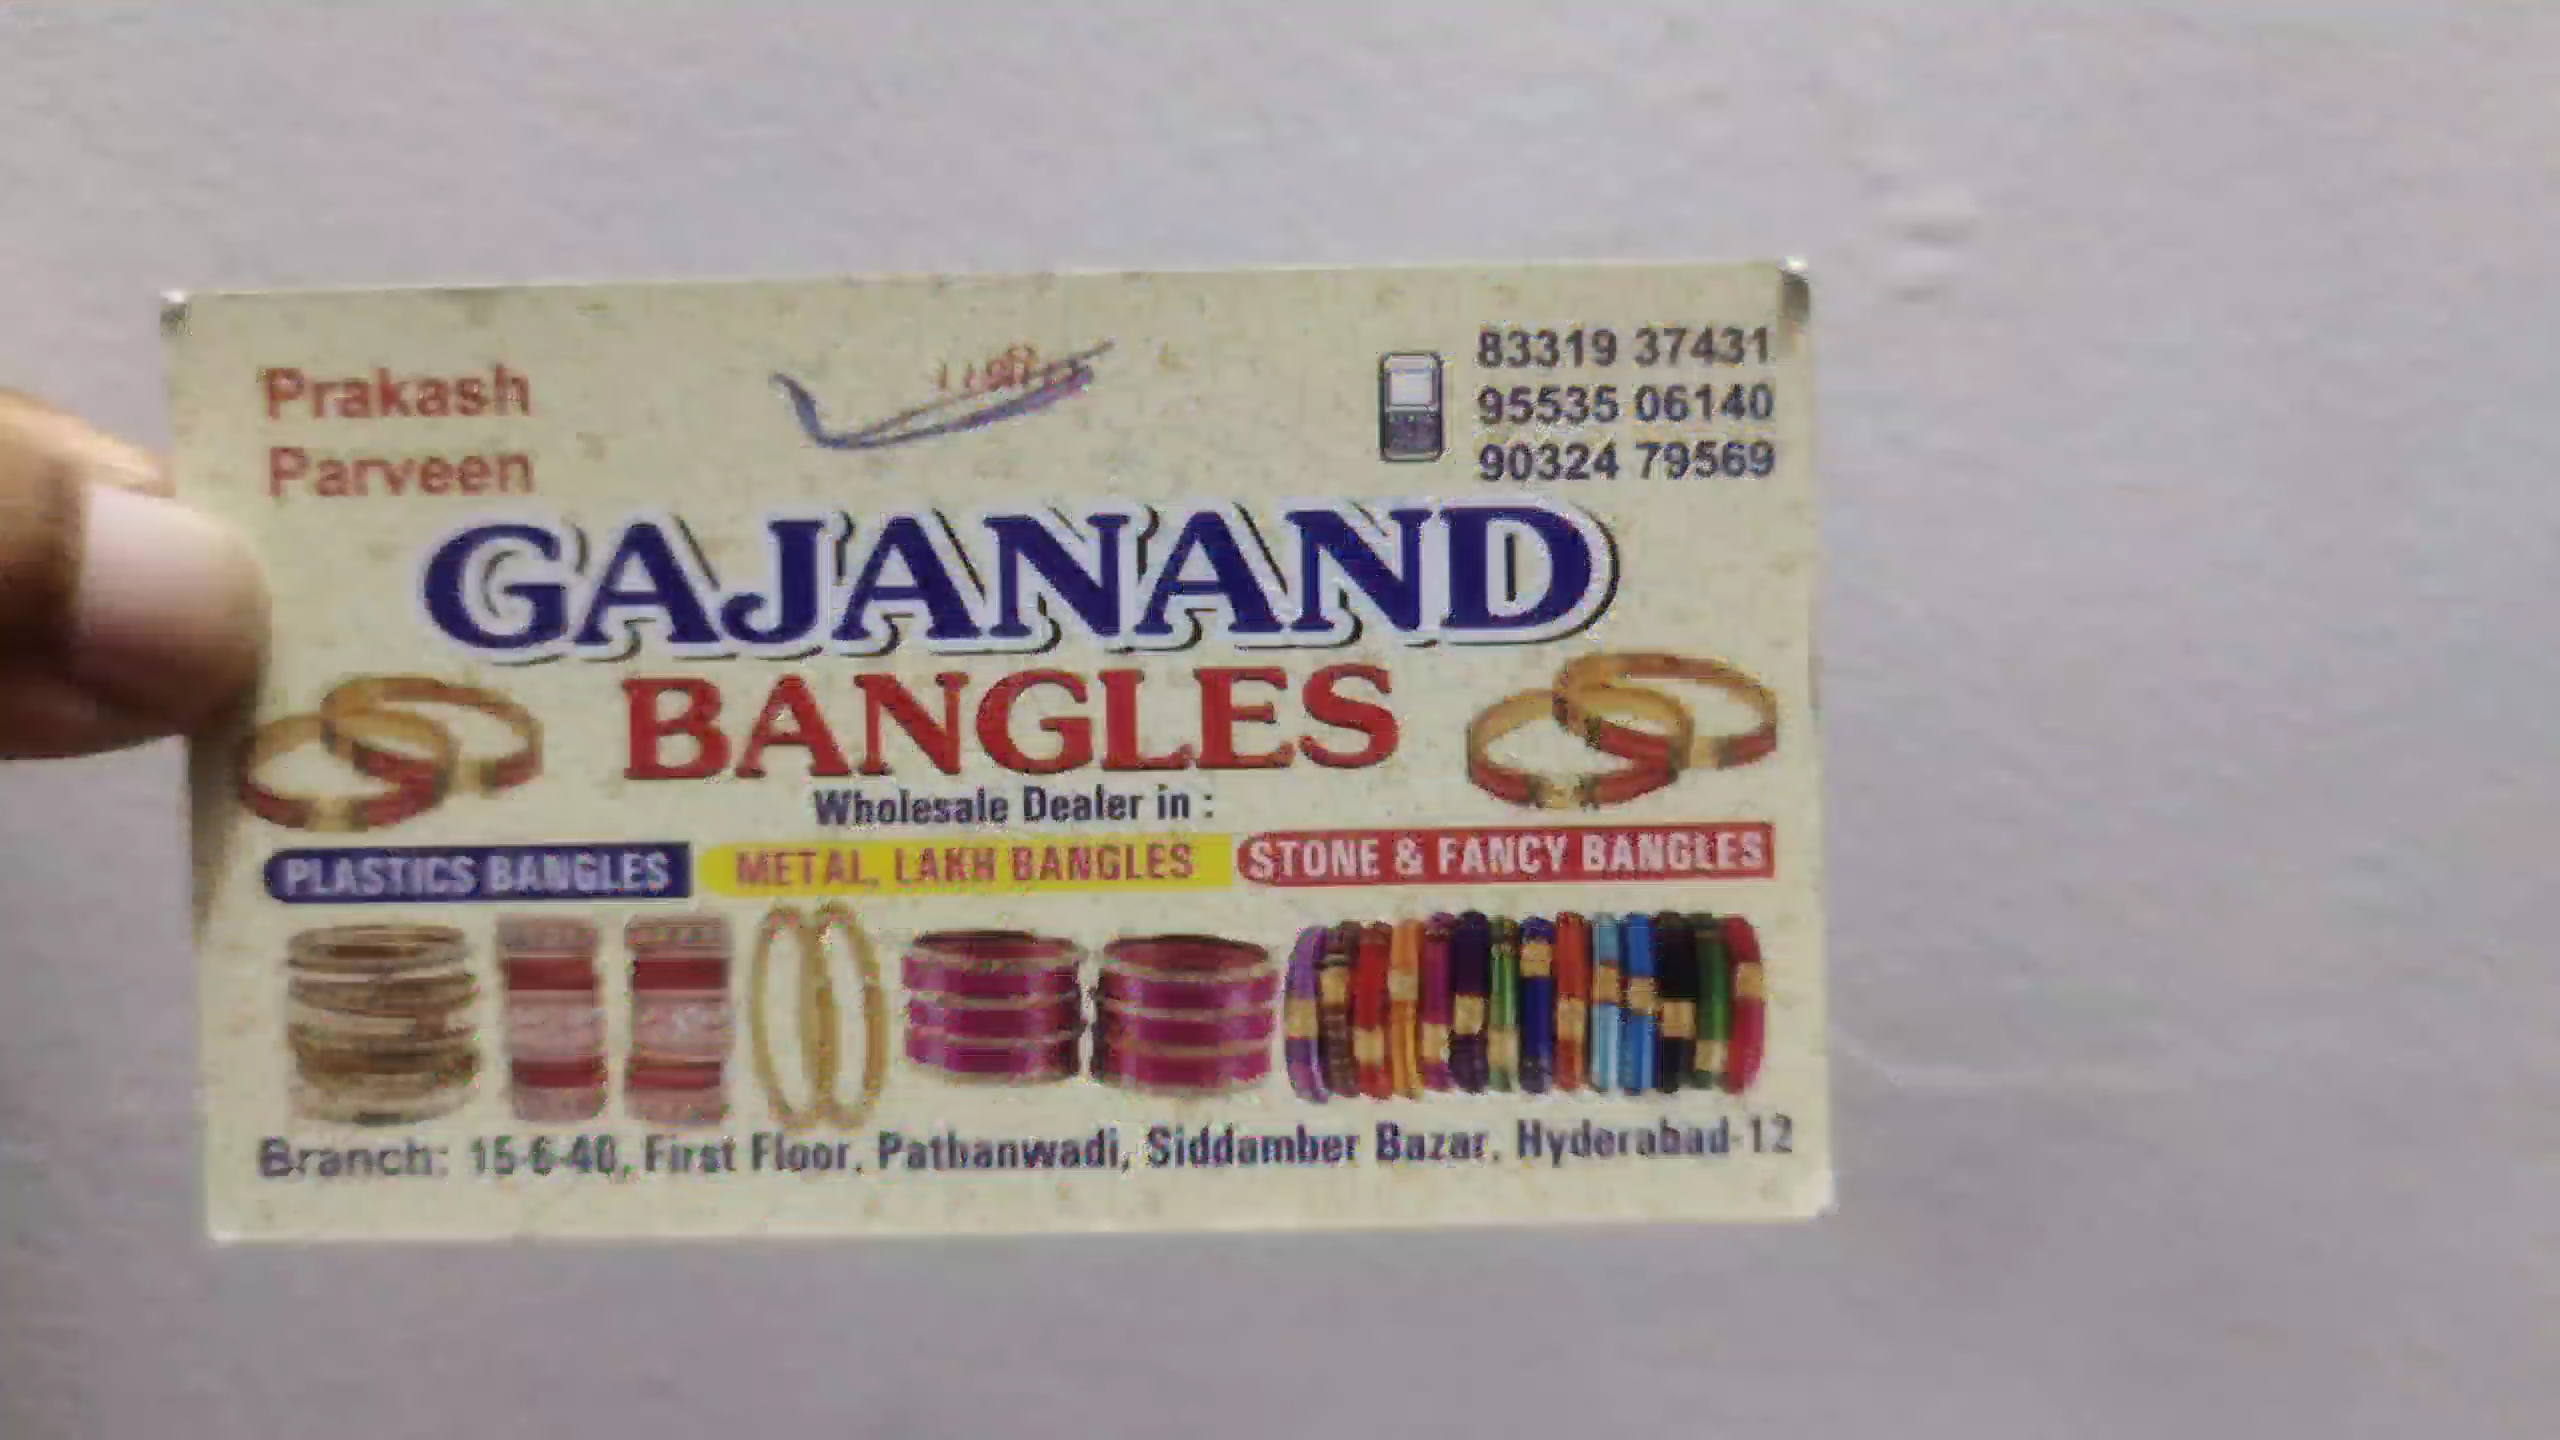 Prakash
Parveen
83319 37431
95535 06140
90324 79569
GAJANAND
BANGLES
Wholesale Dealer in :
PLASTICS BANGLES
METAL, LAKH BANGLES
STONE & FANCY BANGLES
Branch: 15-6-40, First Floor, Pathanwadi, Siddamber Bazar, Hyderabad-12